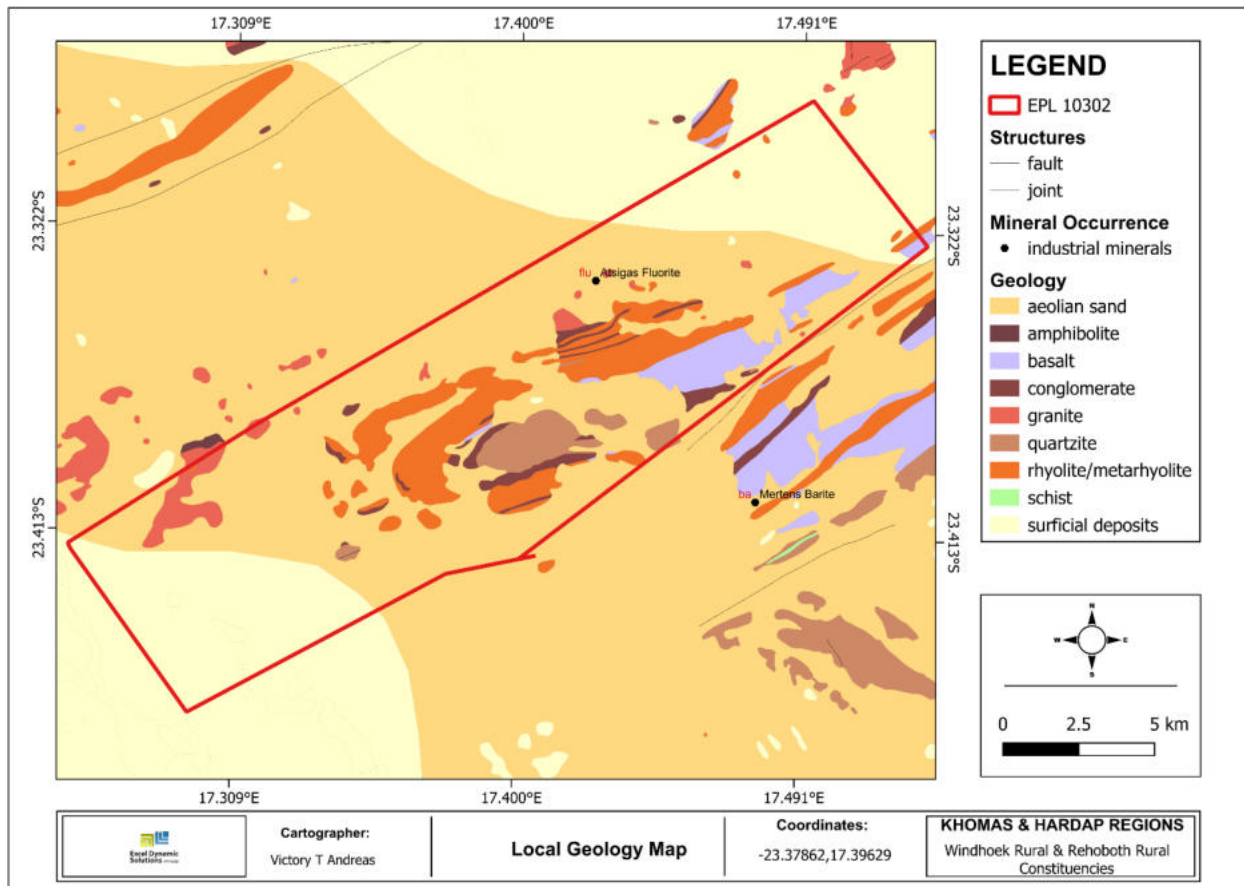 17.309°E
17.400°E
17.491°E
23.322°S
23.413°S
23.322°S
23.413°S
flu
Fluorite
ba Mertens Barite
17.309°E
17.400°E
17.491°E
LEGEND
EPL 10302
Structures
fault
joint
Mineral Occurrence
industrial minerals
Geology
aeolian sand
amphibolite
basalt
conglomerate
granite
quartzite
rhyolite/metarhyolite
schist
surficial deposits
N
W
E
S
0
2.5
5 km
Excel Dynamic
Solutions
Cartographer:
Victory T Andreas
Local Geology Map
Coordinates:
-23.37862,17.39629
KHOMAS & HARDAP REGIONS
Windhoek Rural & Rehoboth Rural
Constituencies